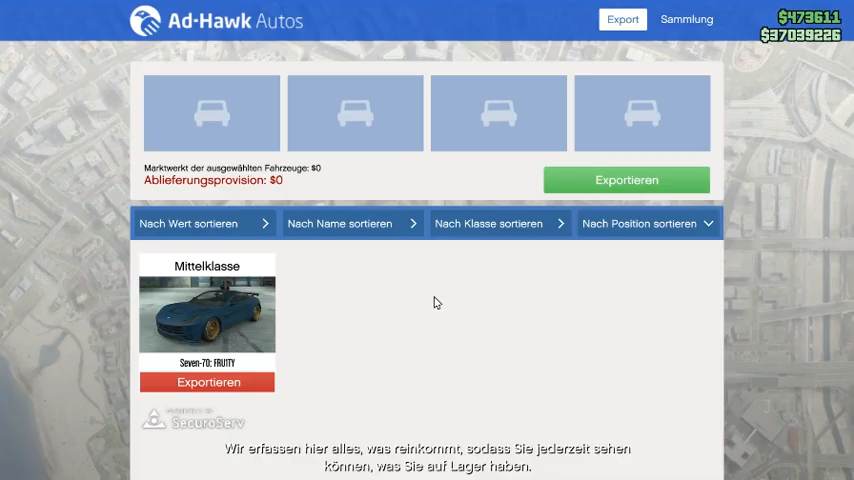 Ad-Hawk Autos
Export
Sammlung
$473611
$37039226
Marktwert der ausgewählten Fahrzeuge: $0
Ablieferungsprovision: $0
Exportieren
Nach Wert sortieren
Nach Name sortieren
Nach Klasse sortieren
Nach Position sortieren
Mittelklasse
Seven-70: FRU1TY
Exportieren
SecuroServ
Wir erfassen hier alles, was reinkommt, sodass Sie jederzeit sehen
können, was Sie auf Lager haben.